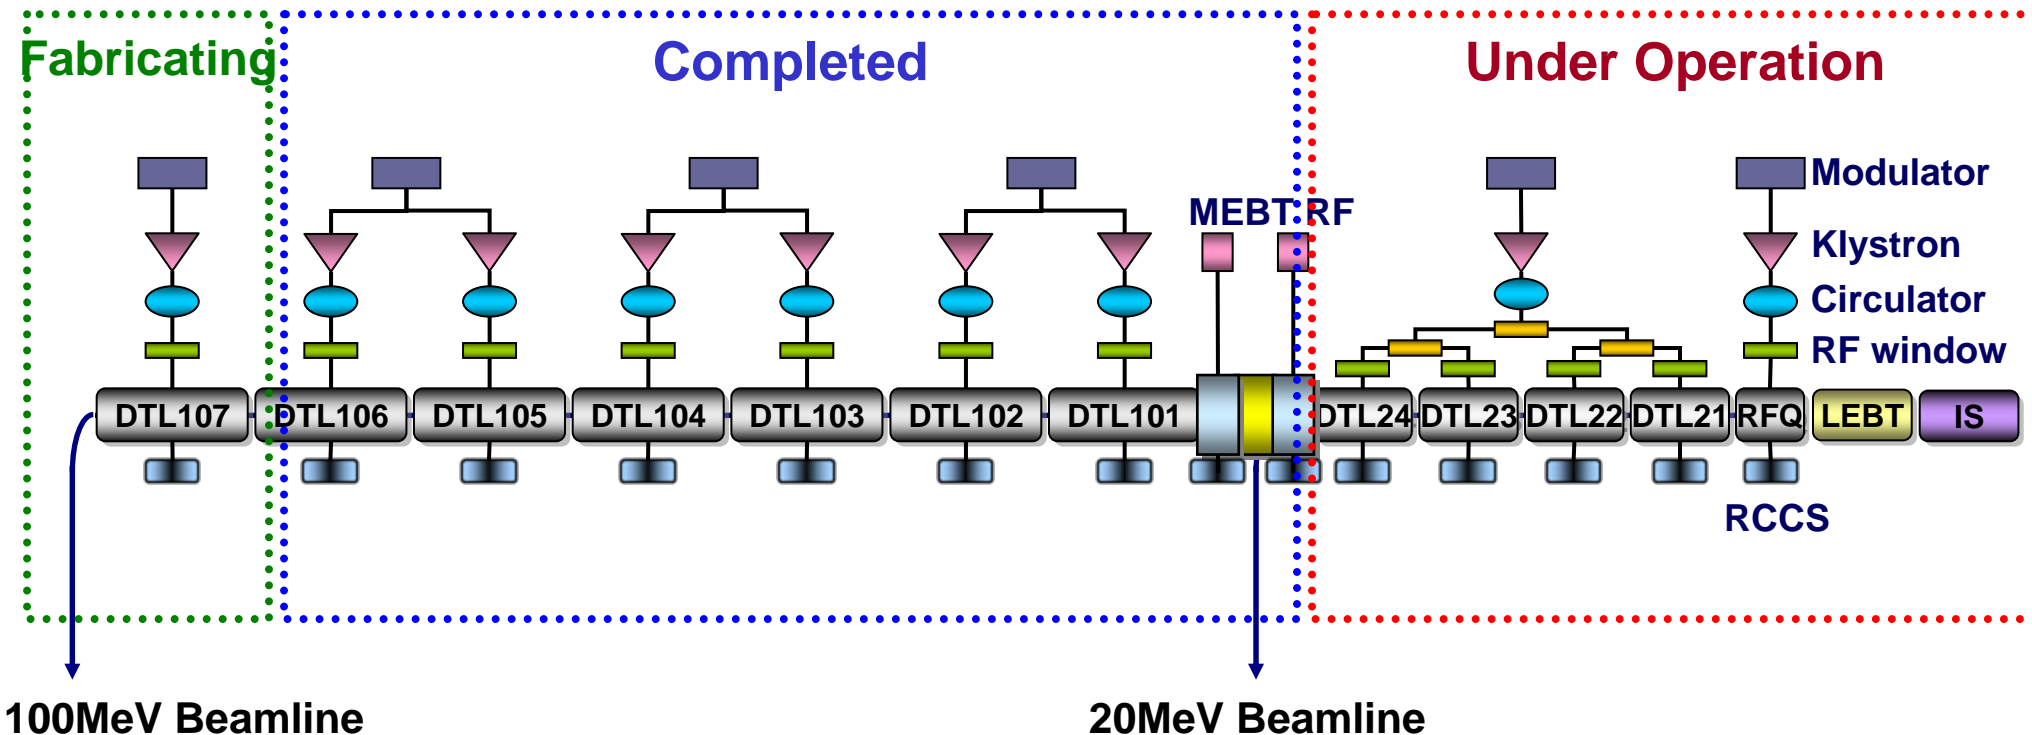 Fabricating
Completed
Under Operation
Modulator
MEBT RF
Klystron
Circulator
RF window
DTL107
DTL106
DTL105
DTL104
DTL103
DTL102
DTL101
DTL24
DTL23
DTL22
DTL21
RFQ
LEBT
IS
RCCS
100MeV Beamline
20MeV Beamline